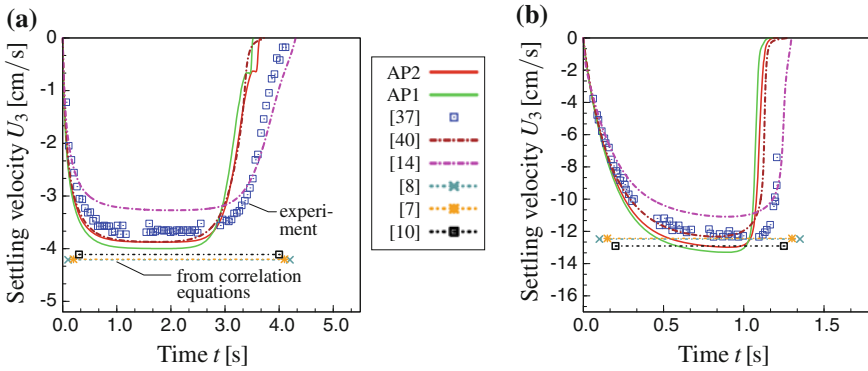 (a)
Settling velocity U3 [cm/s]
0
-1
-2
-3
-4
-5
0.0
1.0
2.0
3.0
4.0
5.0
Time t [s]
experi-
ment
from correlation
equations
AP2
AP1
[37]
[40]
[14]
[8]
[7]
[10]
(b)
Settling velocity U3 [cm/s]
0
-2
-4
-6
-8
-10
-12
-14
-16
0.0
0.5
1.0
1.5
Time t [s]